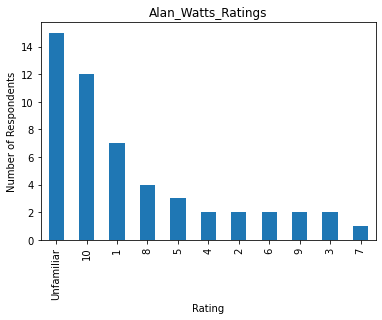 Alan_Watts_Ratings
Number of Respondents
14
12
10
8
6
4
2
0
Unfamiliar 10 1 8 5 4 2 6 9 3 7
Rating